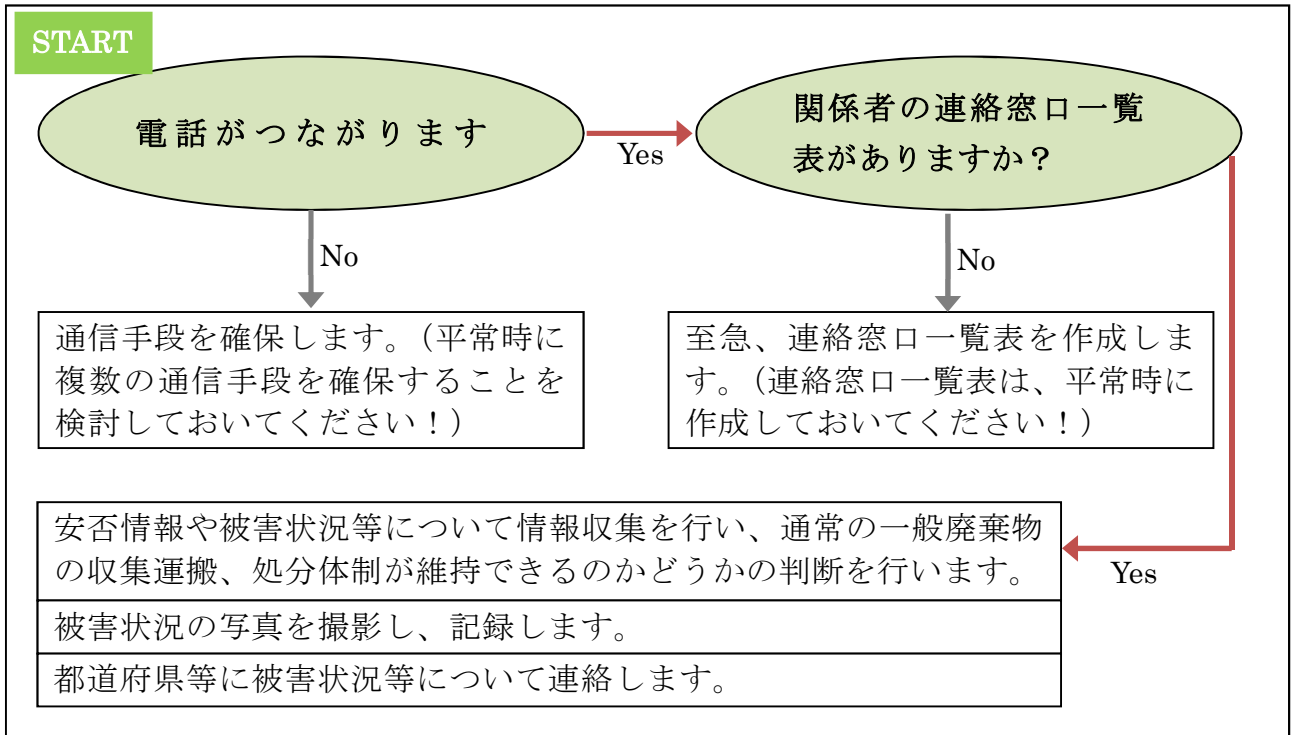 START
電話がつながります
Yes
関係者の連絡窓口一覧
表がありますか？
No
No
通信手段を確保します。（平常時に
複数の通信手段を確保することを
検討しておいてください！）
至急、連絡窓口一覧表を作成しま
す。（連絡窓口一覧表は、平常時に
作成しておいてください！）
安否情報や被害状況等について情報収集を行い、通常の一般廃棄物
の収集運搬、処分体制が維持できるのかどうかの判断を行います。
Yes
被害状況の写真を撮影し、記録します。
都道府県等に被害状況等について連絡します。